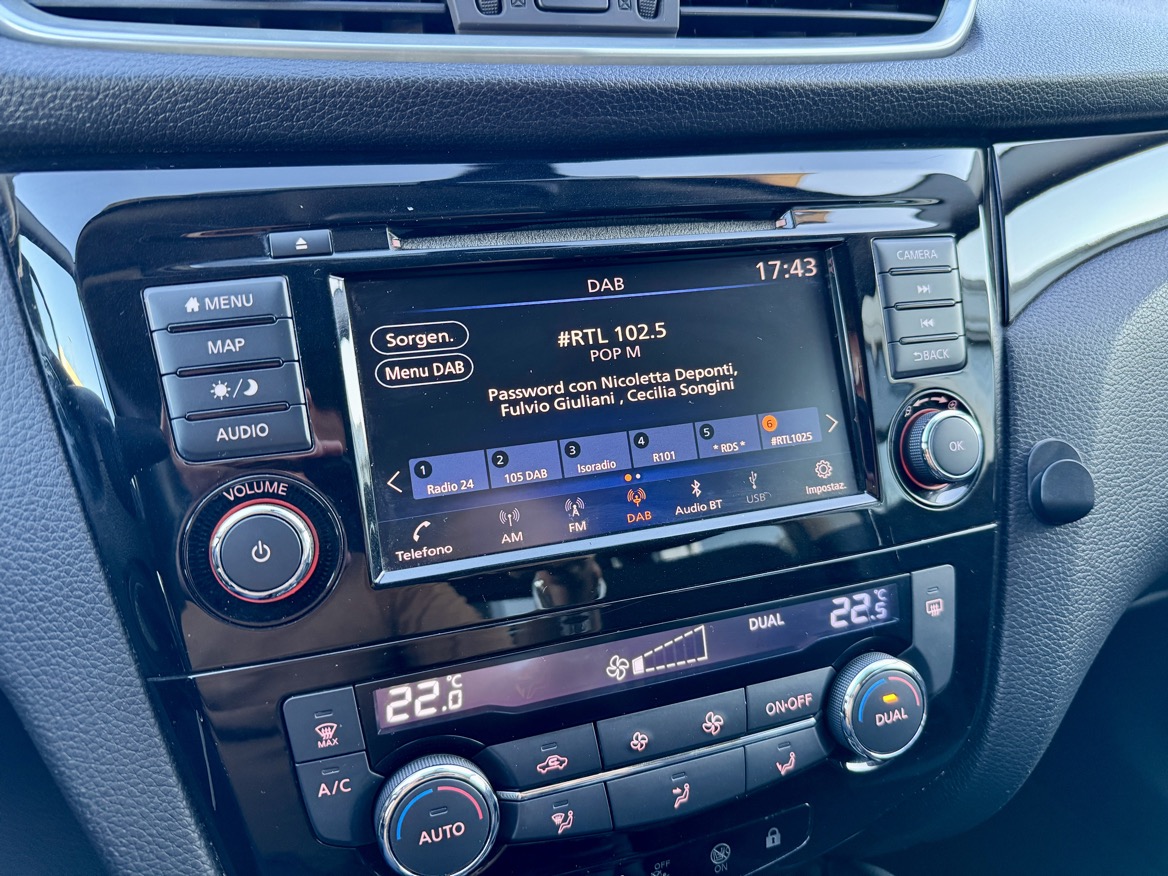 CAMERA
MENU
MAP
AUDIO
BACK
VOLUME
OK
DAB
17:43
Sorgen.
Menu DAB
#RTL 102.5
POP M
Password con Nicoletta Deponti,
Fulvio Giuliani , Cecilia Songini
1 Radio 24
2 105 DAB
3 Isoradio
4 R101
5 * RDS *
6 #RTL1025
Telefono
AM
FM
DAB
Audio BT
USB
Impostaz.
22.0 °C
DUAL
22.5 °C
MAX
A/C
AUTO
ON·OFF
DUAL
OFF
ON